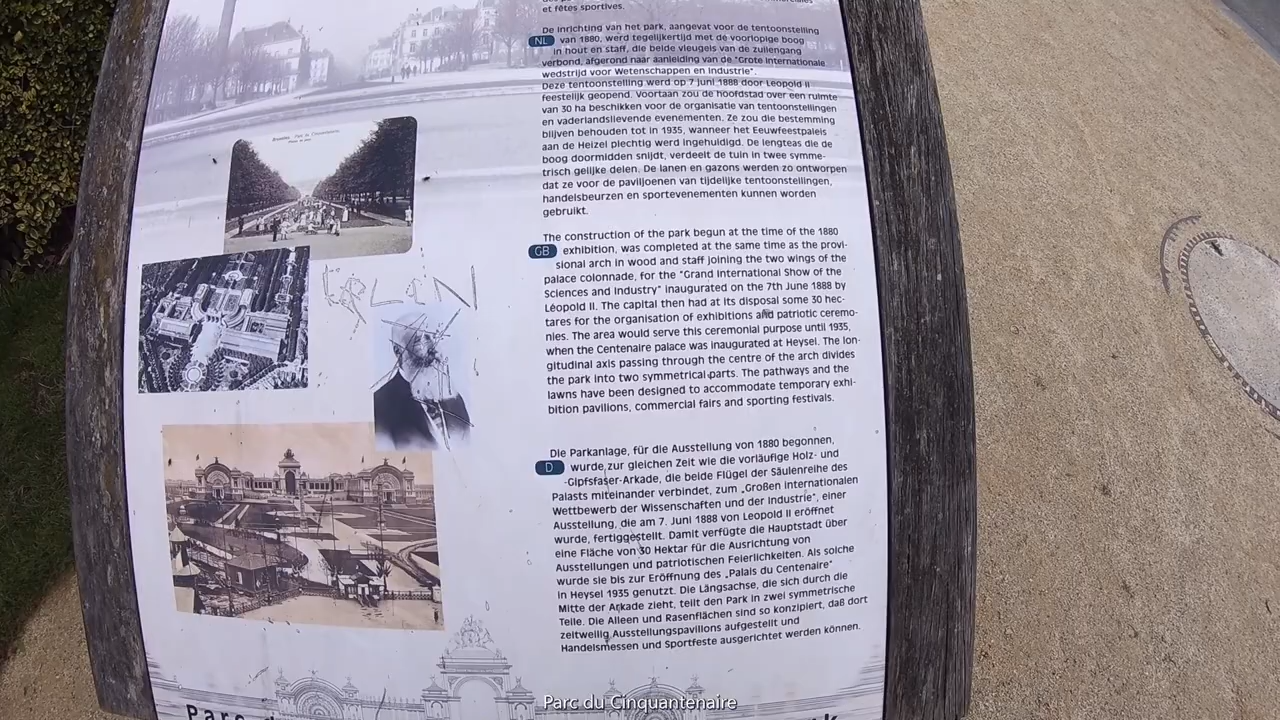 et fêtes sportives.
De inrichting van het park, aangevat voor de tentoonstelling
NL van 1880, werd tegelijkertijd met de voorlopige boog
in hout en staff, die beide vleugels van de zuilengang
verbond, afgerond naar aanleiding van de "Grote Internationale
wedstrijd voor Wetenschappen en Industrie".
Deze tentoonstelling werd op 7 juni 1888 door Leopold II
feestelijk geopend. Voortaan zou de hoofdstad over een ruimte
van 30 ha beschikken voor de organisatie van tentoonstellingen
en vaderlandslievende evenementen. Ze zou die bestemming
blijven behouden tot in 1935, wanneer het Eeuwfeestpaleis
aan de Heizel plechtig werd ingehuldigd. De lengteas die de
boog doormidden snijdt, verdeelt de tuin in twee symme-
trisch gelijke delen. De lanen en gazons werden zo ontworpen
dat ze voor de paviljoenen van tijdelijke tentoonstellingen,
handelsbeurzen en sportevenementen kunnen worden
gebruikt.
The construction of the park begun at the time of the 1880
GB exhibition, was completed at the same time as the provi-
sional arch in wood and staff joining the two wings of the
palace colonnade, for the "Grand International Show of the
Sciences and Industry" inaugurated on the 7th June 1888 by
Léopold II. The capital then had at its disposal some 30 hec-
tares for the organisation of exhibitions and patriotic ceremo-
nies. The area would serve this ceremonial purpose until 1935,
when the Centenaire palace was inaugurated at Heysel. The lon-
gitudinal axis passing through the centre of the arch divides
the park into two symmetrical parts. The pathways and the
lawns have been designed to accommodate temporary exhi-
bition pavilions, commercial fairs and sporting festivals.
Die Parkanlage, für die Ausstellung von 1880 begonnen,
D wurde zur gleichen Zeit wie die vorläufige Holz- und
-Gipfsfaser-Arkade, die beide Flügel der Säulenreihe des
Palasts miteinander verbindet, zum „Großen Internationalen
Wettbewerb der Wissenschaften und der Industrie", einer
Ausstellung, die am 7. Juni 1888 von Leopold II eröffnet
wurde, fertiggestellt. Damit verfügte die Hauptstadt über
eine Fläche von 30 Hektar für die Ausrichtung von
Ausstellungen und patriotischen Feierlichkeiten. Als solche
wurde sie bis zur Eröffnung des „Palais du Centenaire"
in Heysel 1935 genutzt. Die Längsachse, die sich durch die
Mitte der Arkade zieht, teilt den Park in zwei symmetrische
Teile. Die Alleen und Rasenflächen sind so konzipiert, daß dort
zeitweilig Ausstellungspavillons aufgestellt und
Handelsmessen und Sportfeste ausgerichtet werden können.
Parc du Cinquantenaire